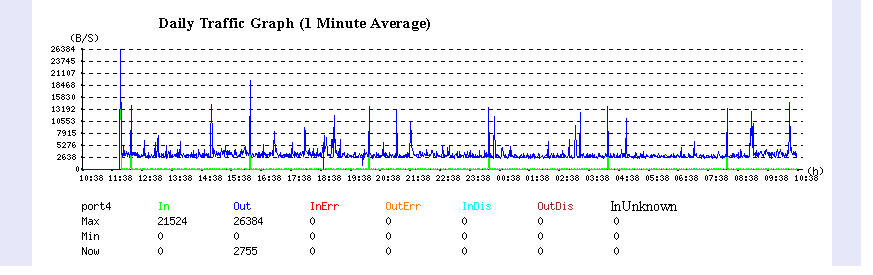 Daily Traffic Graph (1 Minute Average)
(B/S)
26384
23745
21107
18468
15830
13192
10553
7915
5276
2638
0
(h)
10:38 11:38 12:38 13:38 14:38 15:38 16:38 17:38 18:38 19:38 20:38 21:38 22:38 23:38 00:38 01:38 02:38 03:38 04:38 05:38 06:38 07:38 08:38 09:38 10:38
port4 In Out InErr OutErr InDis OutDis InUnknown
Max 21524 26384 0 0 0 0 0
Min 0 0 0 0 0 0 0
Now 0 2755 0 0 0 0 0